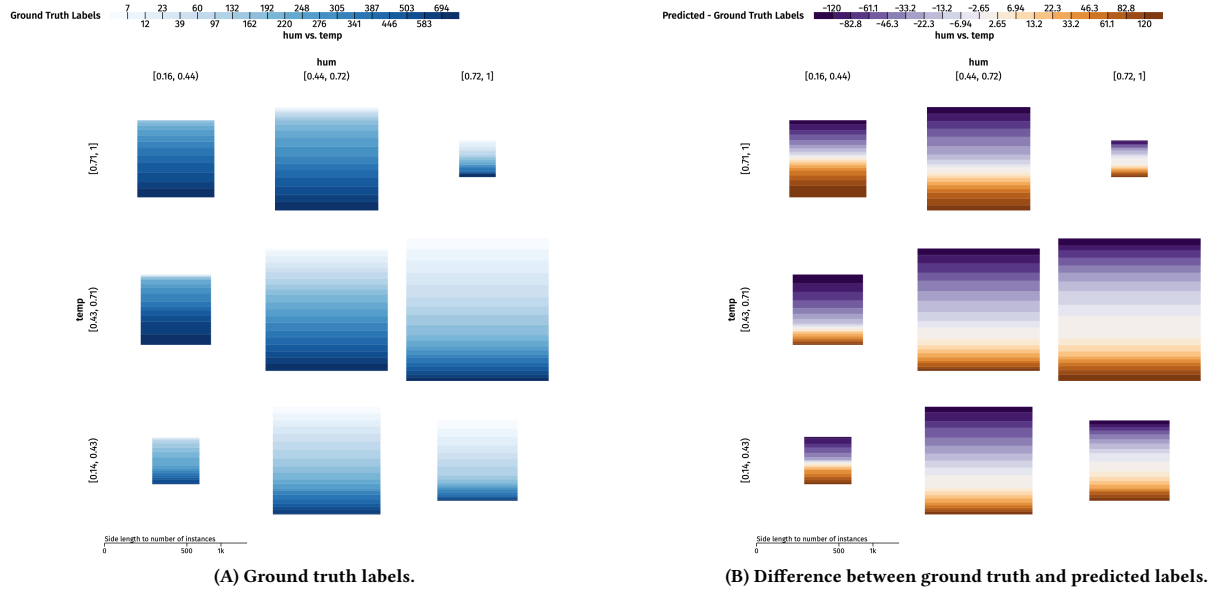 Ground Truth Labels
7 23 60 132 192 248 305 387 503 694
12 39 97 162 220 276 341 446 583
hum vs. temp
hum
[0.16, 0.44) [0.44, 0.72) [0.72, 1]
[0.71, 1]
temp
[0.43, 0.71)
[0.14, 0.43)
Side length to number of instances
0 500 1k
(A) Ground truth labels.
Predicted - Ground Truth Labels
−120 −61.1 −33.2 −13.2 −2.65 6.94 22.3 46.3 82.8
−82.8 −46.3 −22.3 −6.94 2.65 13.2 33.2 61.1 120
hum vs. temp
hum
[0.16, 0.44) [0.44, 0.72) [0.72, 1]
[0.71, 1]
temp
[0.43, 0.71)
[0.14, 0.43)
Side length to number of instances
0 500 1k
(B) Difference between ground truth and predicted labels.